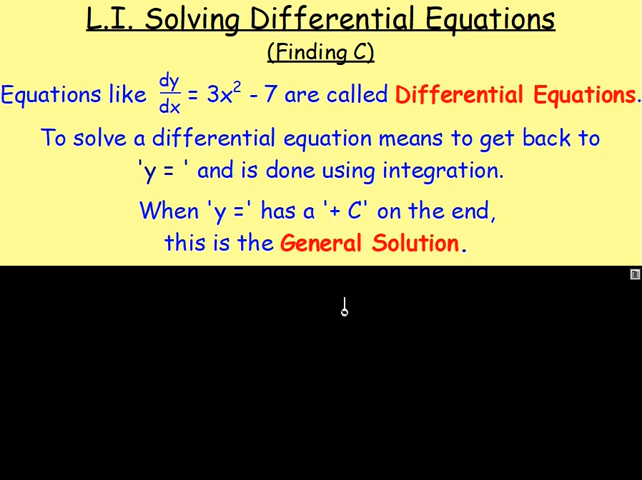 L.I. Solving Differential Equations
(Finding C)
Equations like dy/dx = 3x² - 7 are called Differential Equations.
To solve a differential equation means to get back to
'y = ' and is done using integration.
When 'y =' has a '+ C' on the end,
this is the General Solution.